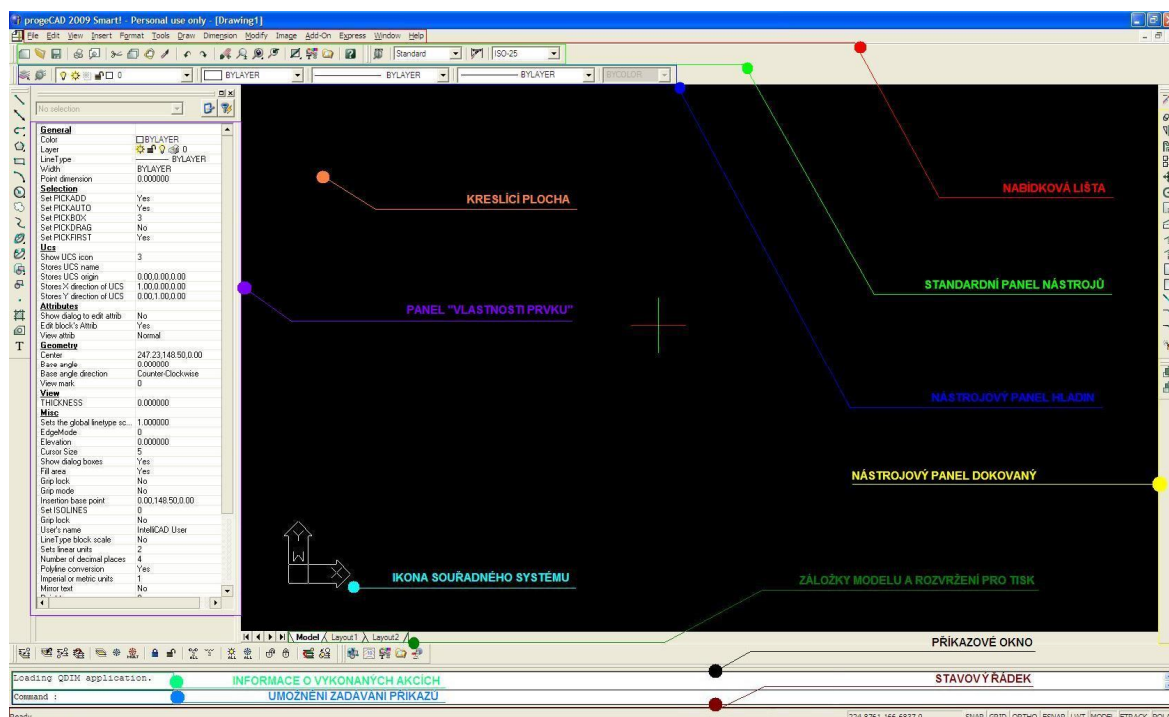 progeCAD 2009 Smart! - Personal use only - [Drawing1]
File Edit View Insert Format Tools Draw Dimension Modify Image Add-On Express Window Help
Standard ISO-25
0 BYLAYER BYLAYER BYLAYER BYCOLOR
No selection
General
Color BYLAYER
Layer 0
LineType BYLAYER
Width BYLAYER
Point dimension 0.000000
Selection
Set PICKADD Yes
Set PICKAUTO Yes
Set PICKBOX 3
Set PICKDRAG No
Set PICKFIRST Yes
Ucs
Show UCS icon 3
Stores UCS name
Stores UCS origin 0.00,0.00,0.00
Stores X direction of UCS 1.00,0.00,0.00
Stores Y direction of UCS 0.00,1.00,0.00
Attributes
Show dialog to edit attrib No
Edit block's Attrib Yes
View attrib Normal
Geometry
Center 247.23,148.50,0.00
Base angle 0.000000
Base angle direction Counter-Clockwise
View mark 0
View
THICKNESS 0.000000
Misc
Sets the global linetype sc... 1.000000
EdgeMode 0
Elevation 0.000000
Cursor Size 5
Show dialog boxes Yes
Fill area Yes
Grip lock No
Grip mode No
Insertion base point 0.00,148.50,0.00
Set ISOLINES 0
Grip lock No
User's name IntelliCAD User
LineType block scale No
Sets linear units 2
Number of decimal places 4
Polyline conversion Yes
Imperial or metric units 1
Mirror text No
KRESLÍCÍ PLOCHA
NABÍDKOVÁ LIŠTA
STANDARDNÍ PANEL NÁSTROJŮ
PANEL "VLASTNOSTI PRVKU"
NÁSTROJOVÝ PANEL HLADIN
NÁSTROJOVÝ PANEL DOKOVANÝ
Y
W
X
IKONA SOUŘADNÉHO SYSTÉMU
ZÁLOŽKY MODELU A ROZVRŽENÍ PRO TISK
Model Layout1 Layout2
PŘÍKAZOVÉ OKNO
Loading QDIM application.
INFORMACE O VYKONANÝCH AKCÍCH
STAVOVÝ ŘÁDEK
Command :
UMOŽNĚNÍ ZADÁVÁNÍ PŘÍKAZŮ
T